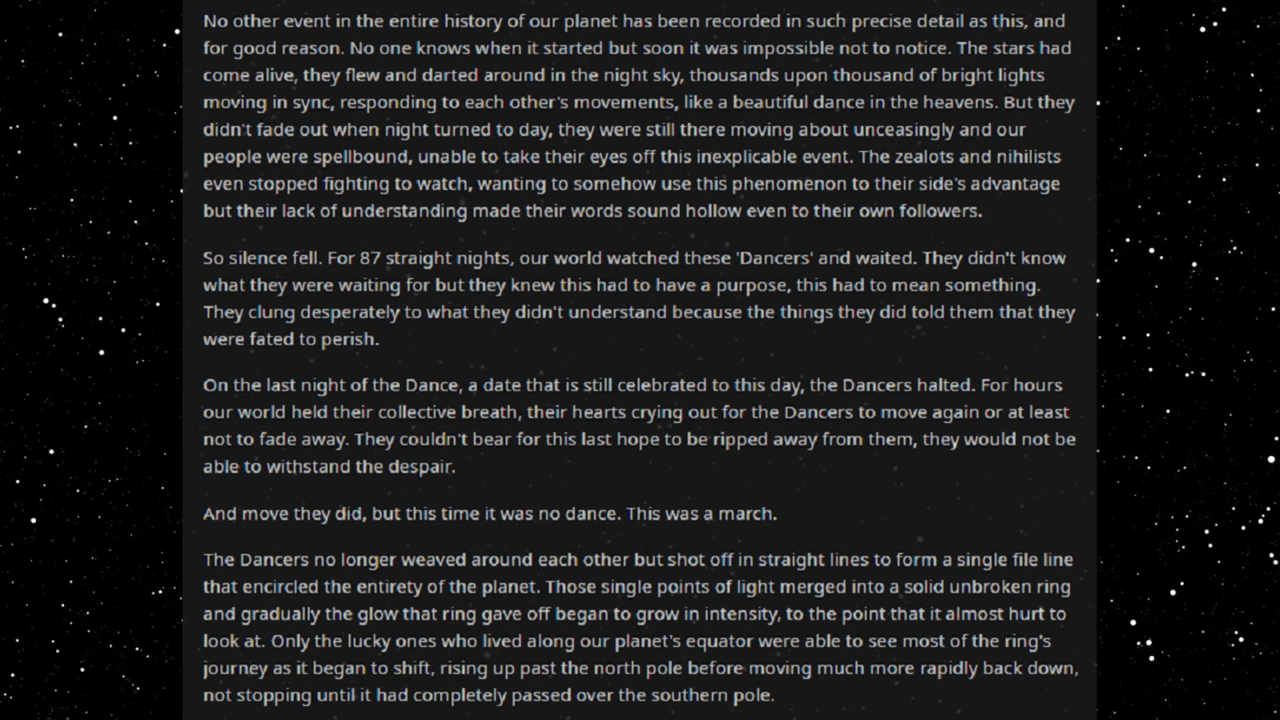 No other event in the entire history of our planet has been recorded in such precise detail as this, and
for good reason. No one knows when it started but soon it was impossible not to notice. The stars had
come alive, they flew and darted around in the night sky, thousands upon thousand of bright lights
moving in sync, responding to each other's movements, like a beautiful dance in the heavens. But they
didn't fade out when night turned to day, they were still there moving about unceasingly and our
people were spellbound, unable to take their eyes off this inexplicable event. The zealots and nihilists
even stopped fighting to watch, wanting to somehow use this phenomenon to their side's advantage
but their lack of understanding made their words sound hollow even to their own followers.
So silence fell. For 87 straight nights, our world watched these 'Dancers' and waited. They didn't know
what they were waiting for but they knew this had to have a purpose, this had to mean something.
They clung desperately to what they didn't understand because the things they did told them that they
were fated to perish.
On the last night of the Dance, a date that is still celebrated to this day, the Dancers halted. For hours
our world held their collective breath, their hearts crying out for the Dancers to move again or at least
not to fade away. They couldn't bear for this last hope to be ripped away from them, they would not be
able to withstand the despair.
And move they did, but this time it was no dance. This was a march.
The Dancers no longer weaved around each other but shot off in straight lines to form a single file line
that encircled the entirety of the planet. Those single points of light merged into a solid unbroken ring
and gradually the glow that ring gave off began to grow in intensity, to the point that it almost hurt to
look at. Only the lucky ones who lived along our planet's equator were able to see most of the ring's
journey as it began to shift, rising up past the north pole before moving much more rapidly back down,
not stopping until it had completely passed over the southern pole.